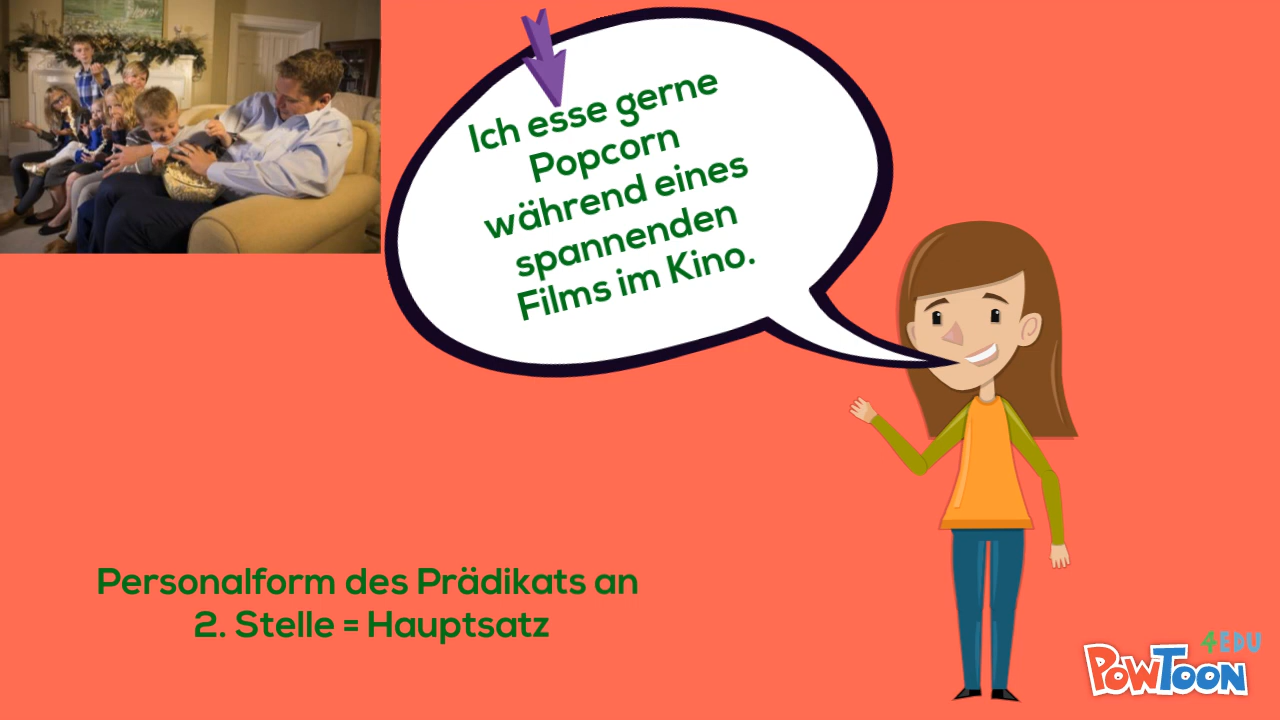 Ich esse gerne
Popcorn
während eines
spannenden
Films im Kino.
Personalform des Prädikats an
2. Stelle = Hauptsatz
4EDU
POWTOON